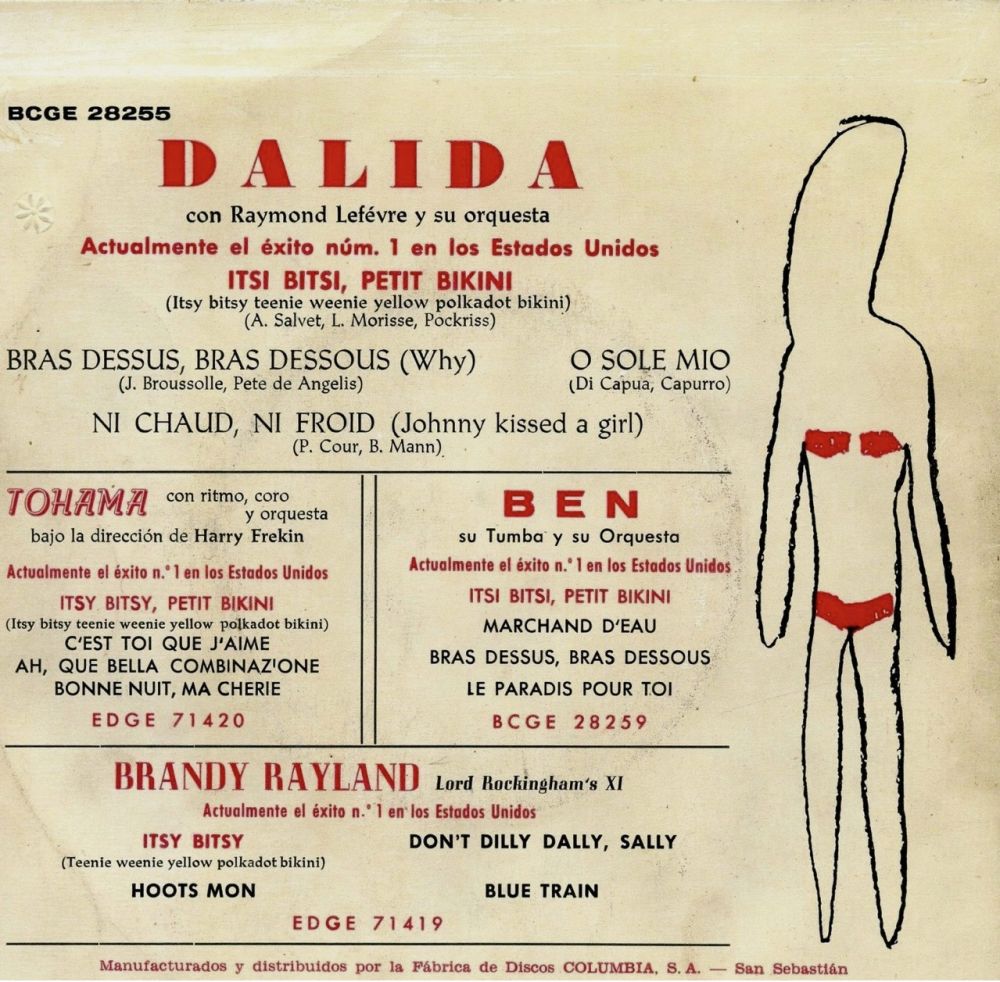 BCGE 28255
DALIDA
con Raymond Lefévre y su orquesta
Actualmente el éxito núm. 1 en los Estados Unidos
ITSI BITSI, PETIT BIKINI
(Itsy bitsy teenie weenie yellow polkadot bikini)
(A. Salvet, L. Morisse, Pockriss)
BRAS DESSUS, BRAS DESSOUS (Why)
(J. Broussolle, Pete de Angelis)
O SOLE MIO
(Di Capua, Capurro)
NI CHAUD, NI FROID (Johnny kissed a girl)
(P. Cour, B. Mann)
TOHAMA con ritmo, coro
y orquesta
bajo la dirección de Harry Frekin
Actualmente el éxito n.º 1 en los Estados Unidos
ITSY BITSY, PETIT BIKINI
(Itsy bitsy teenie weenie yellow polkadot bikini)
C'EST TOI QUE J'AIME
AH, QUE BELLA COMBINAZ'ONE
BONNE NUIT, MA CHERIE
EDGE 71420
BEN
su Tumba y su Orquesta
Actualmente el éxito n.º 1 en los Estados Unidos
ITSI BITSI, PETIT BIKINI
MARCHAND D'EAU
BRAS DESSUS, BRAS DESSOUS
LE PARADIS POUR TOI
BCGE 28259
BRANDY RAYLAND Lord Rockingham's XI
Actualmente el éxito n.º 1 en los Estados Unidos
ITSY BITSY
(Teenie weenie yellow polkadot bikini)
DON'T DILLY DALLY, SALLY
HOOTS MON
BLUE TRAIN
EDGE 71419
Manufacturados y distribuidos por la Fábrica de Discos COLUMBIA, S. A. — San Sebastián